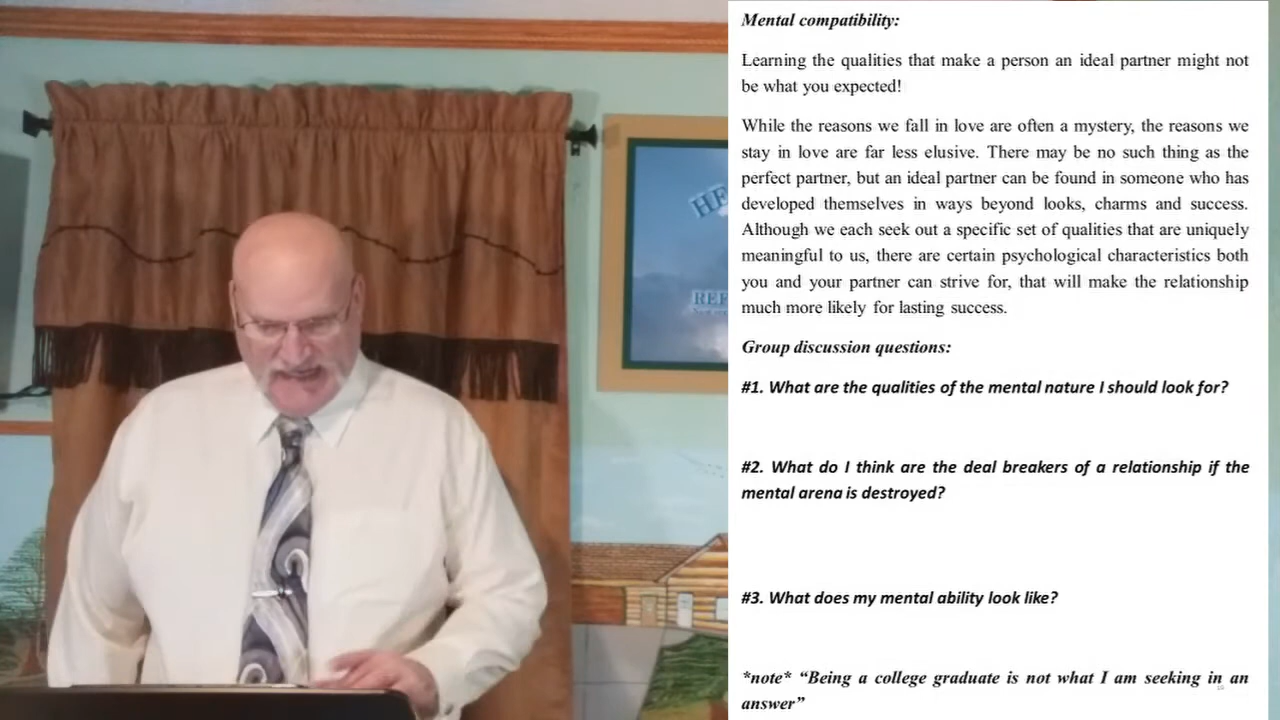 Mental compatibility:
Learning the qualities that make a person an ideal partner might not
be what you expected!
While the reasons we fall in love are often a mystery, the reasons we
stay in love are far less elusive. There may be no such thing as the
perfect partner, but an ideal partner can be found in someone who has
developed themselves in ways beyond looks, charms and success.
Although we each seek out a specific set of qualities that are uniquely
meaningful to us, there are certain psychological characteristics both
you and your partner can strive for, that will make the relationship
much more likely for lasting success.
Group discussion questions:
#1. What are the qualities of the mental nature I should look for?
#2. What do I think are the deal breakers of a relationship if the
mental arena is destroyed?
#3. What does my mental ability look like?
*note* “Being a college graduate is not what I am seeking in an
answer”